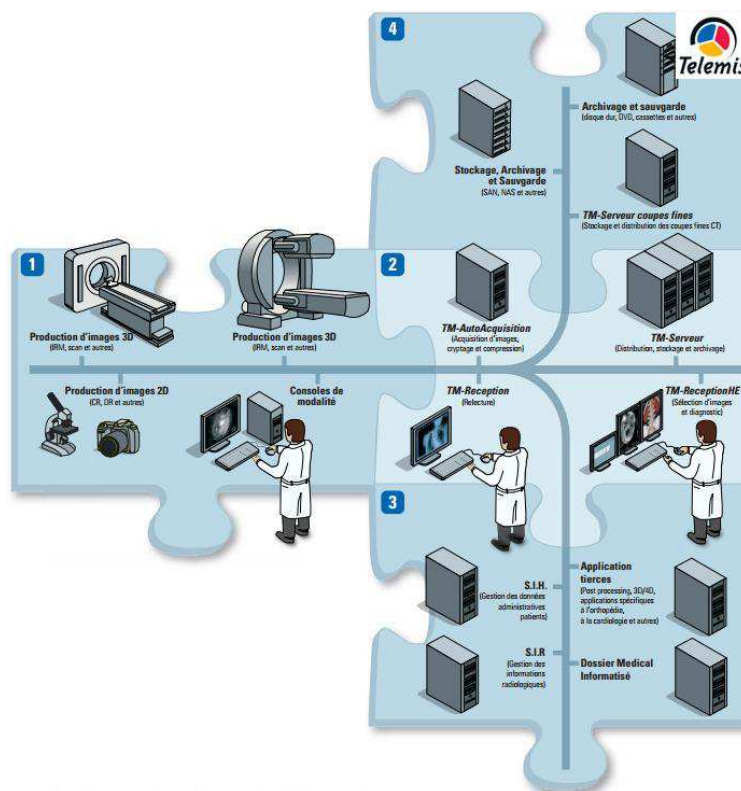 4
Telemis
Archivage et sauvgarde
(disque dur, DVD, cassettes et autres)
Stockage, Archivage
et Sauvgarde
(SAN, NAS et autres)
TM-Serveur coupes fines
(Stockage et distribution des coupes fines CT)
1
Production d'images 3D
(IRM, scan et autres)
Production d'images 3D
(IRM, scan et autres)
2
TM-AutoAcquisition
(Acquisition d'images,
cryptage et compression)
TM-Serveur
(Distribution, stockage et archivage)
Production d'images 2D
(CR, DR et autres)
Consoles de
modalité
TM-Reception
(Relecture)
TM-ReceptionHE
(Sélection d'images
et diagnostic)
3
S.I.H.
(Gestion des données
administratives
patients)
Application
tierces
(Post processing, 3D/4D,
applications spécifiques
à l'orthopédie,
à la cardiologie et autres)
S.I.R
(Gestion des
informations
radiologiques)
Dossier Medical
Informatisé